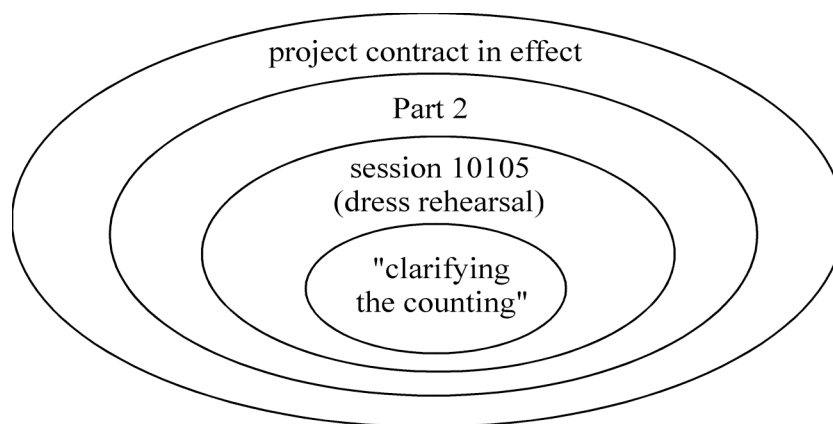 project contract in effect
Part 2
session 10105
(dress rehearsal)
"clarifying
the counting"